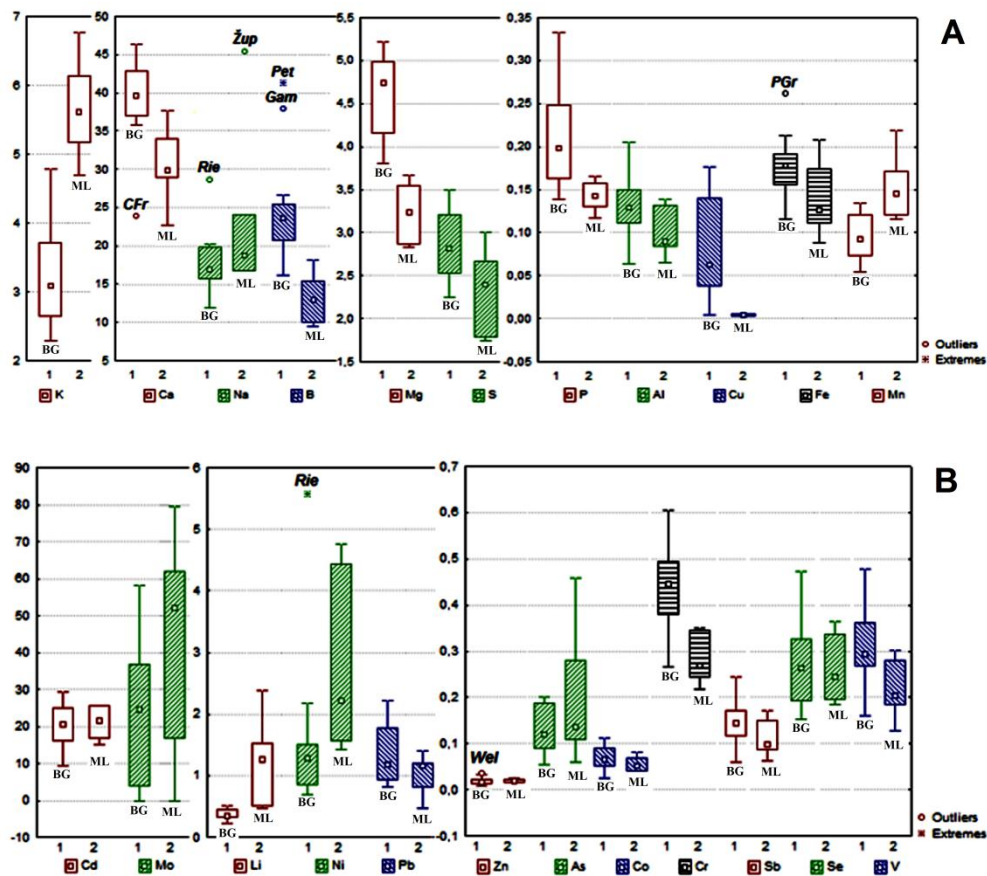 A
7 50 5,5 0,35
6 45 5,0 0,30
5 40 4,5 0,25
4 35 4,0 0,20
3 30 3,5 0,15
2 25 3,0 0,10
20 2,5 0,05
15 2,0 0,00
10 1,5 -0,05
5
Žup
Pet
Gam
PGr
Rie
CFr
BG ML BG ML BG ML BG ML BG ML BG ML BG ML BG ML BG ML BG ML BG ML
Outliers
Extremes
1 2 1 2 1 2 1 2 1 2 1 2 1 2 1 2 1 2 1 2 1 2
K Ca Na B Mg S P Al Cu Fe Mn
B
90 6 0,7
80 5 0,6
70 4 0,5
60 3 0,4
50 2 0,3
40 1 0,2
30 0 0,1
20 0,0
10 -0,1
0
-10
Rie
Wel
BG ML BG ML BG ML BG ML BG ML BG ML BG ML BG ML BG ML BG ML BG ML BG ML
Outliers
Extremes
1 2 1 2 1 2 1 2 1 2 1 2 1 2 1 2 1 2 1 2 1 2 1 2
Cd Mo Li Ni Pb Zn As Co Cr Sb Se V